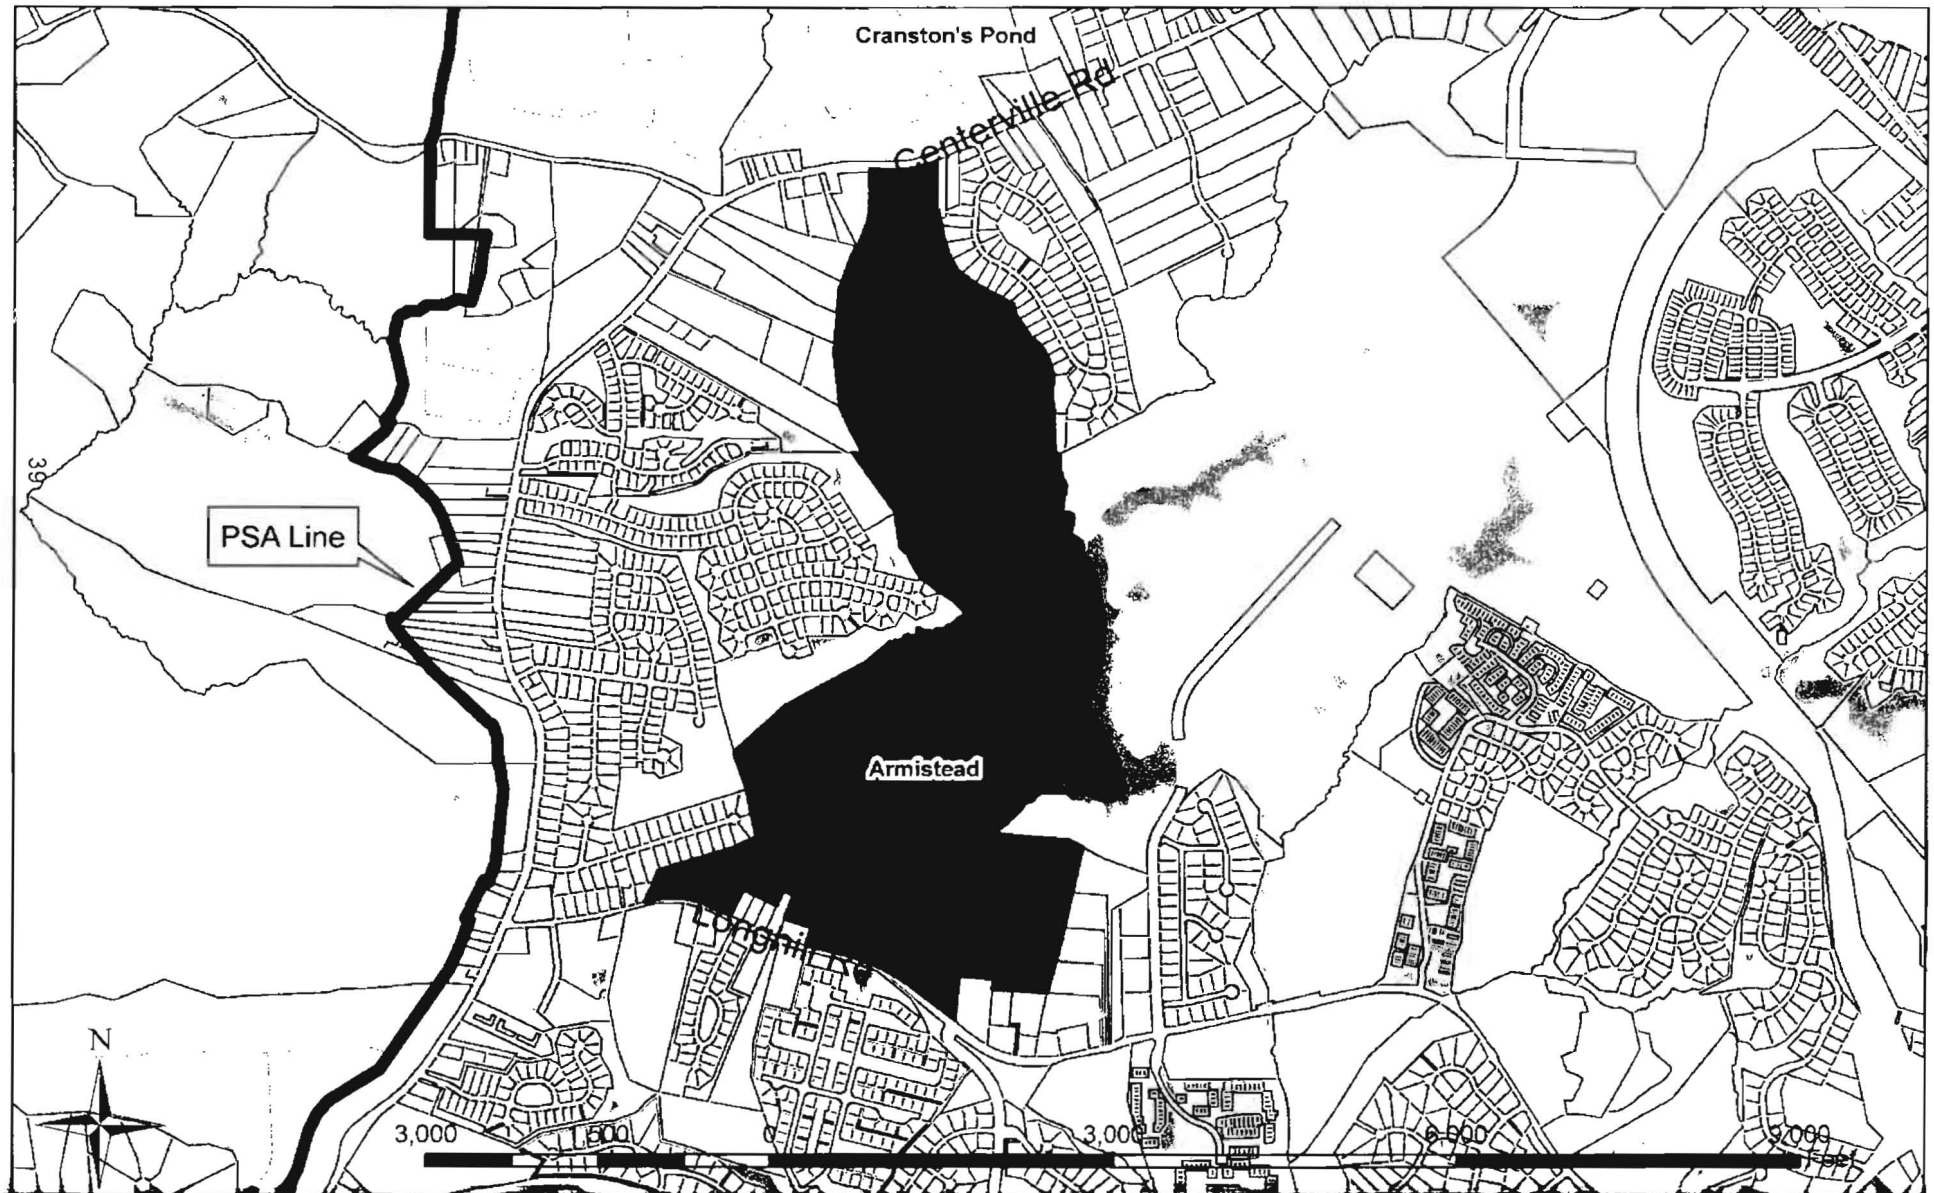 Cranston's Pond
Centerville Rd
39
PSA Line
Armistead
Longhill Rd
N
3,000 1,500 0 3,000 6,000 9,000
Feet